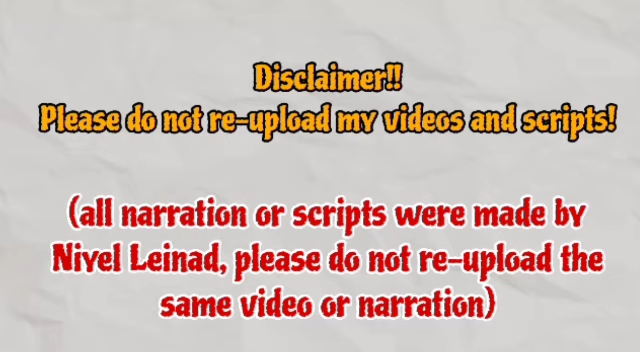 Disclaimer!!
Please do not re-upload my videos and scripts!
(all narration or scripts were made by
Niyel Leinad, please do not re-upload the
same video or narration)